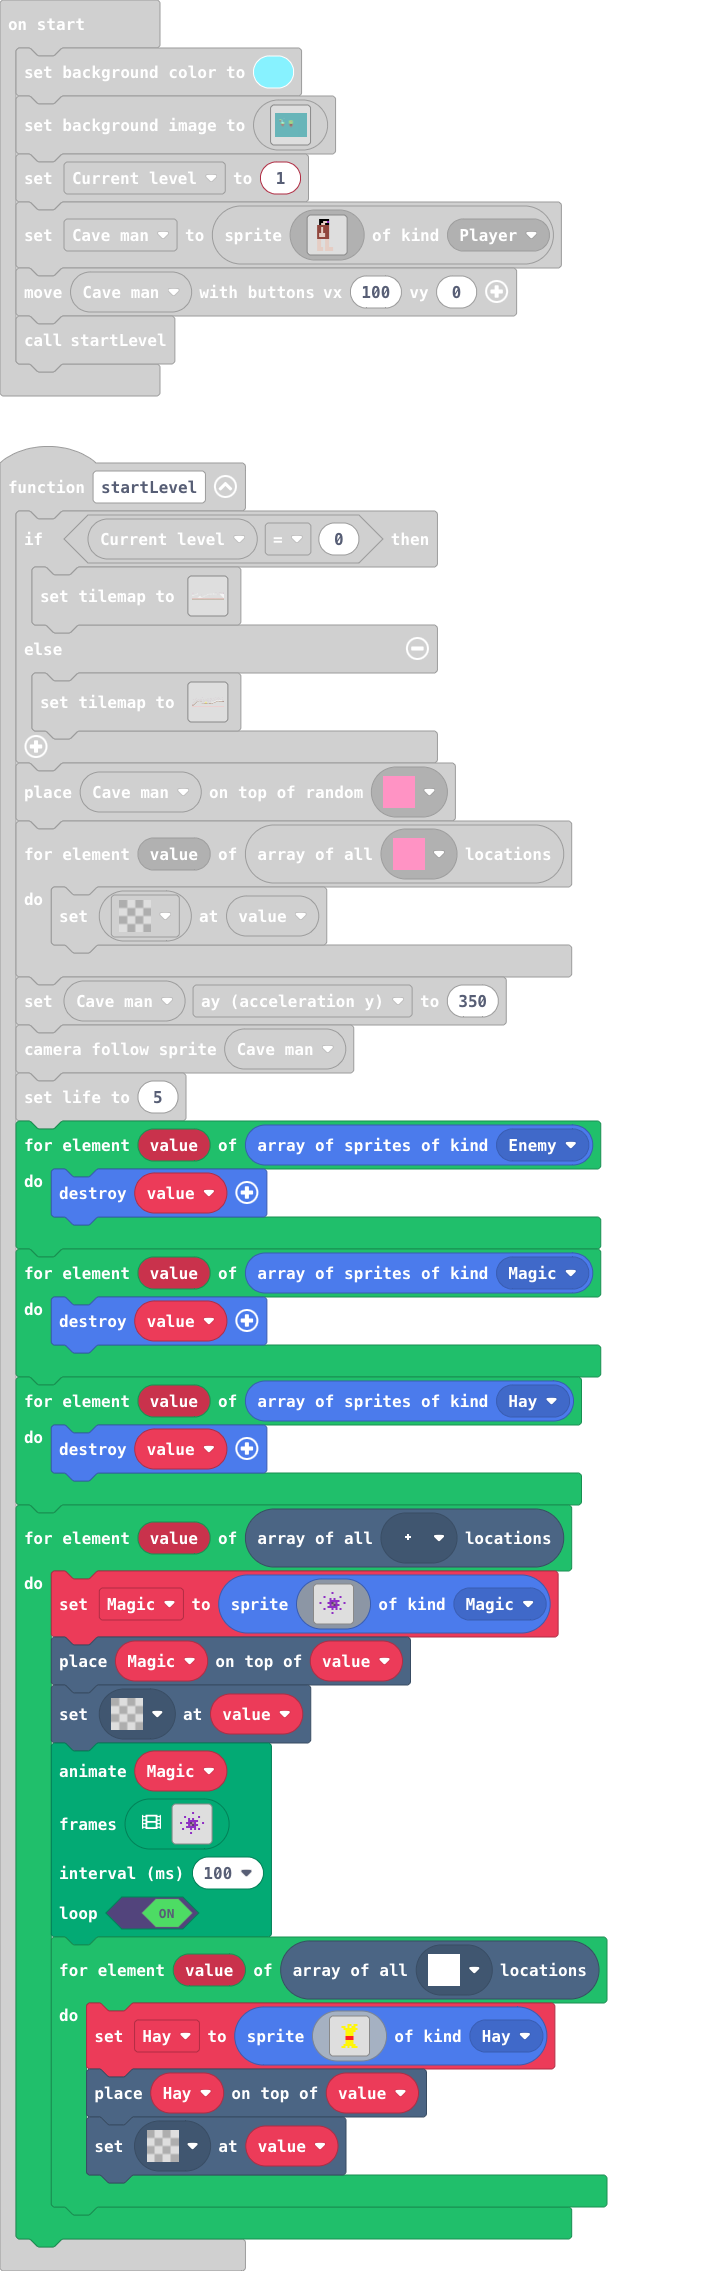 on start
set background color to
set background image to
set Current level to 1
set Cave man to sprite of kind Player
move Cave man with buttons vx 100 vy 0
call startLevel
function startLevel
if Current level = 0 then
set tilemap to
else
set tilemap to
place Cave man on top of random
for element value of array of all locations
do
set at value
set Cave man ay (acceleration y) to 350
camera follow sprite Cave man
set life to 5
for element value of array of sprites of kind Enemy
do
destroy value
for element value of array of sprites of kind Magic
do
destroy value
for element value of array of sprites of kind Hay
do
destroy value
for element value of array of all locations
do
set Magic to sprite of kind Magic
place Magic on top of value
set at value
animate Magic
frames
interval (ms) 100
loop ON
for element value of array of all locations
do
set Hay to sprite of kind Hay
place Hay on top of value
set at value